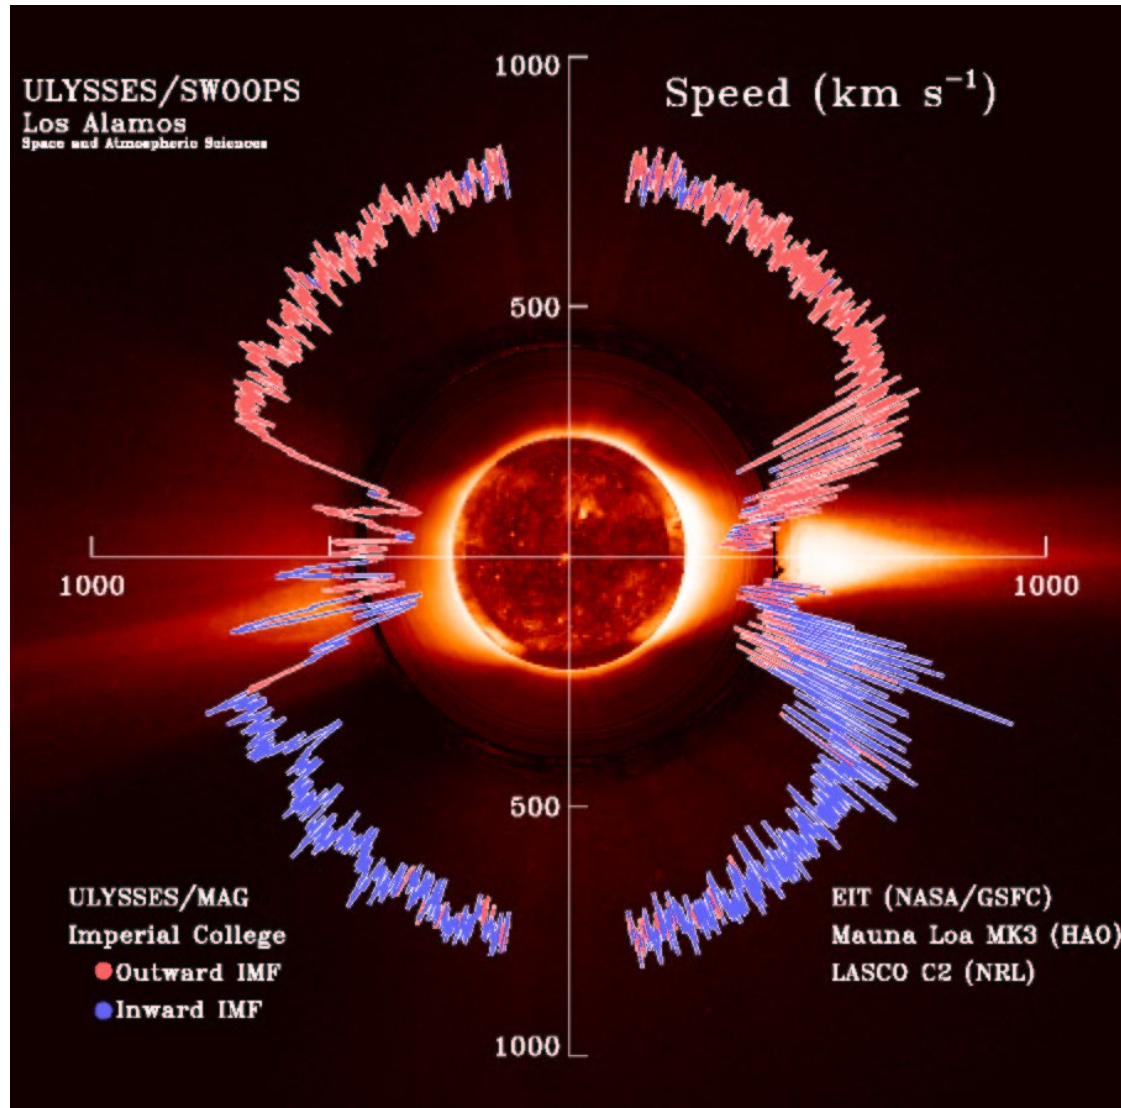 ULYSSES/SWOOPS
Los Alamos
Space and Atmospheric Sciences
Speed (km s⁻¹)
1000
500
1000
1000
500
1000
ULYSSES/MAG
Imperial College
Outward IMF
Inward IMF
EIT (NASA/GSFC)
Mauna Loa MK3 (HAO)
LASCO C2 (NRL)